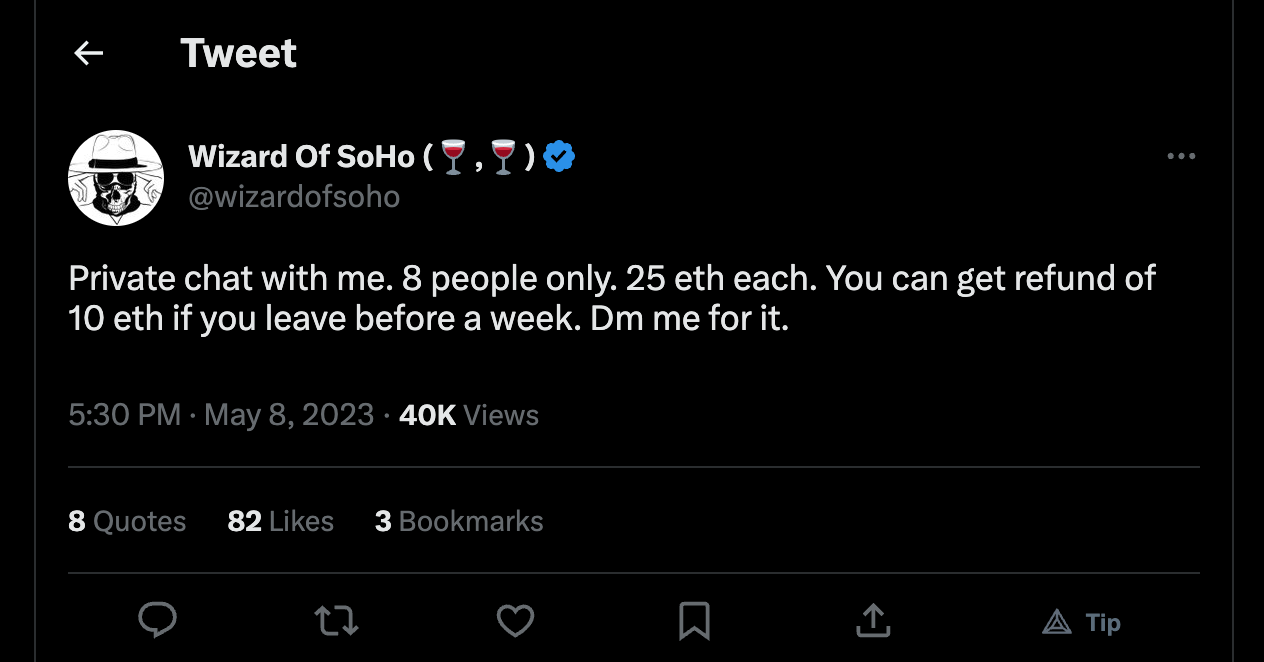 Tweet
Wizard Of SoHo (🍷,🍷)
@wizardofsoho
Private chat with me. 8 people only. 25 eth each. You can get refund of
10 eth if you leave before a week. Dm me for it.
5:30 PM · May 8, 2023 · 40K Views
8 Quotes 82 Likes 3 Bookmarks
Tip